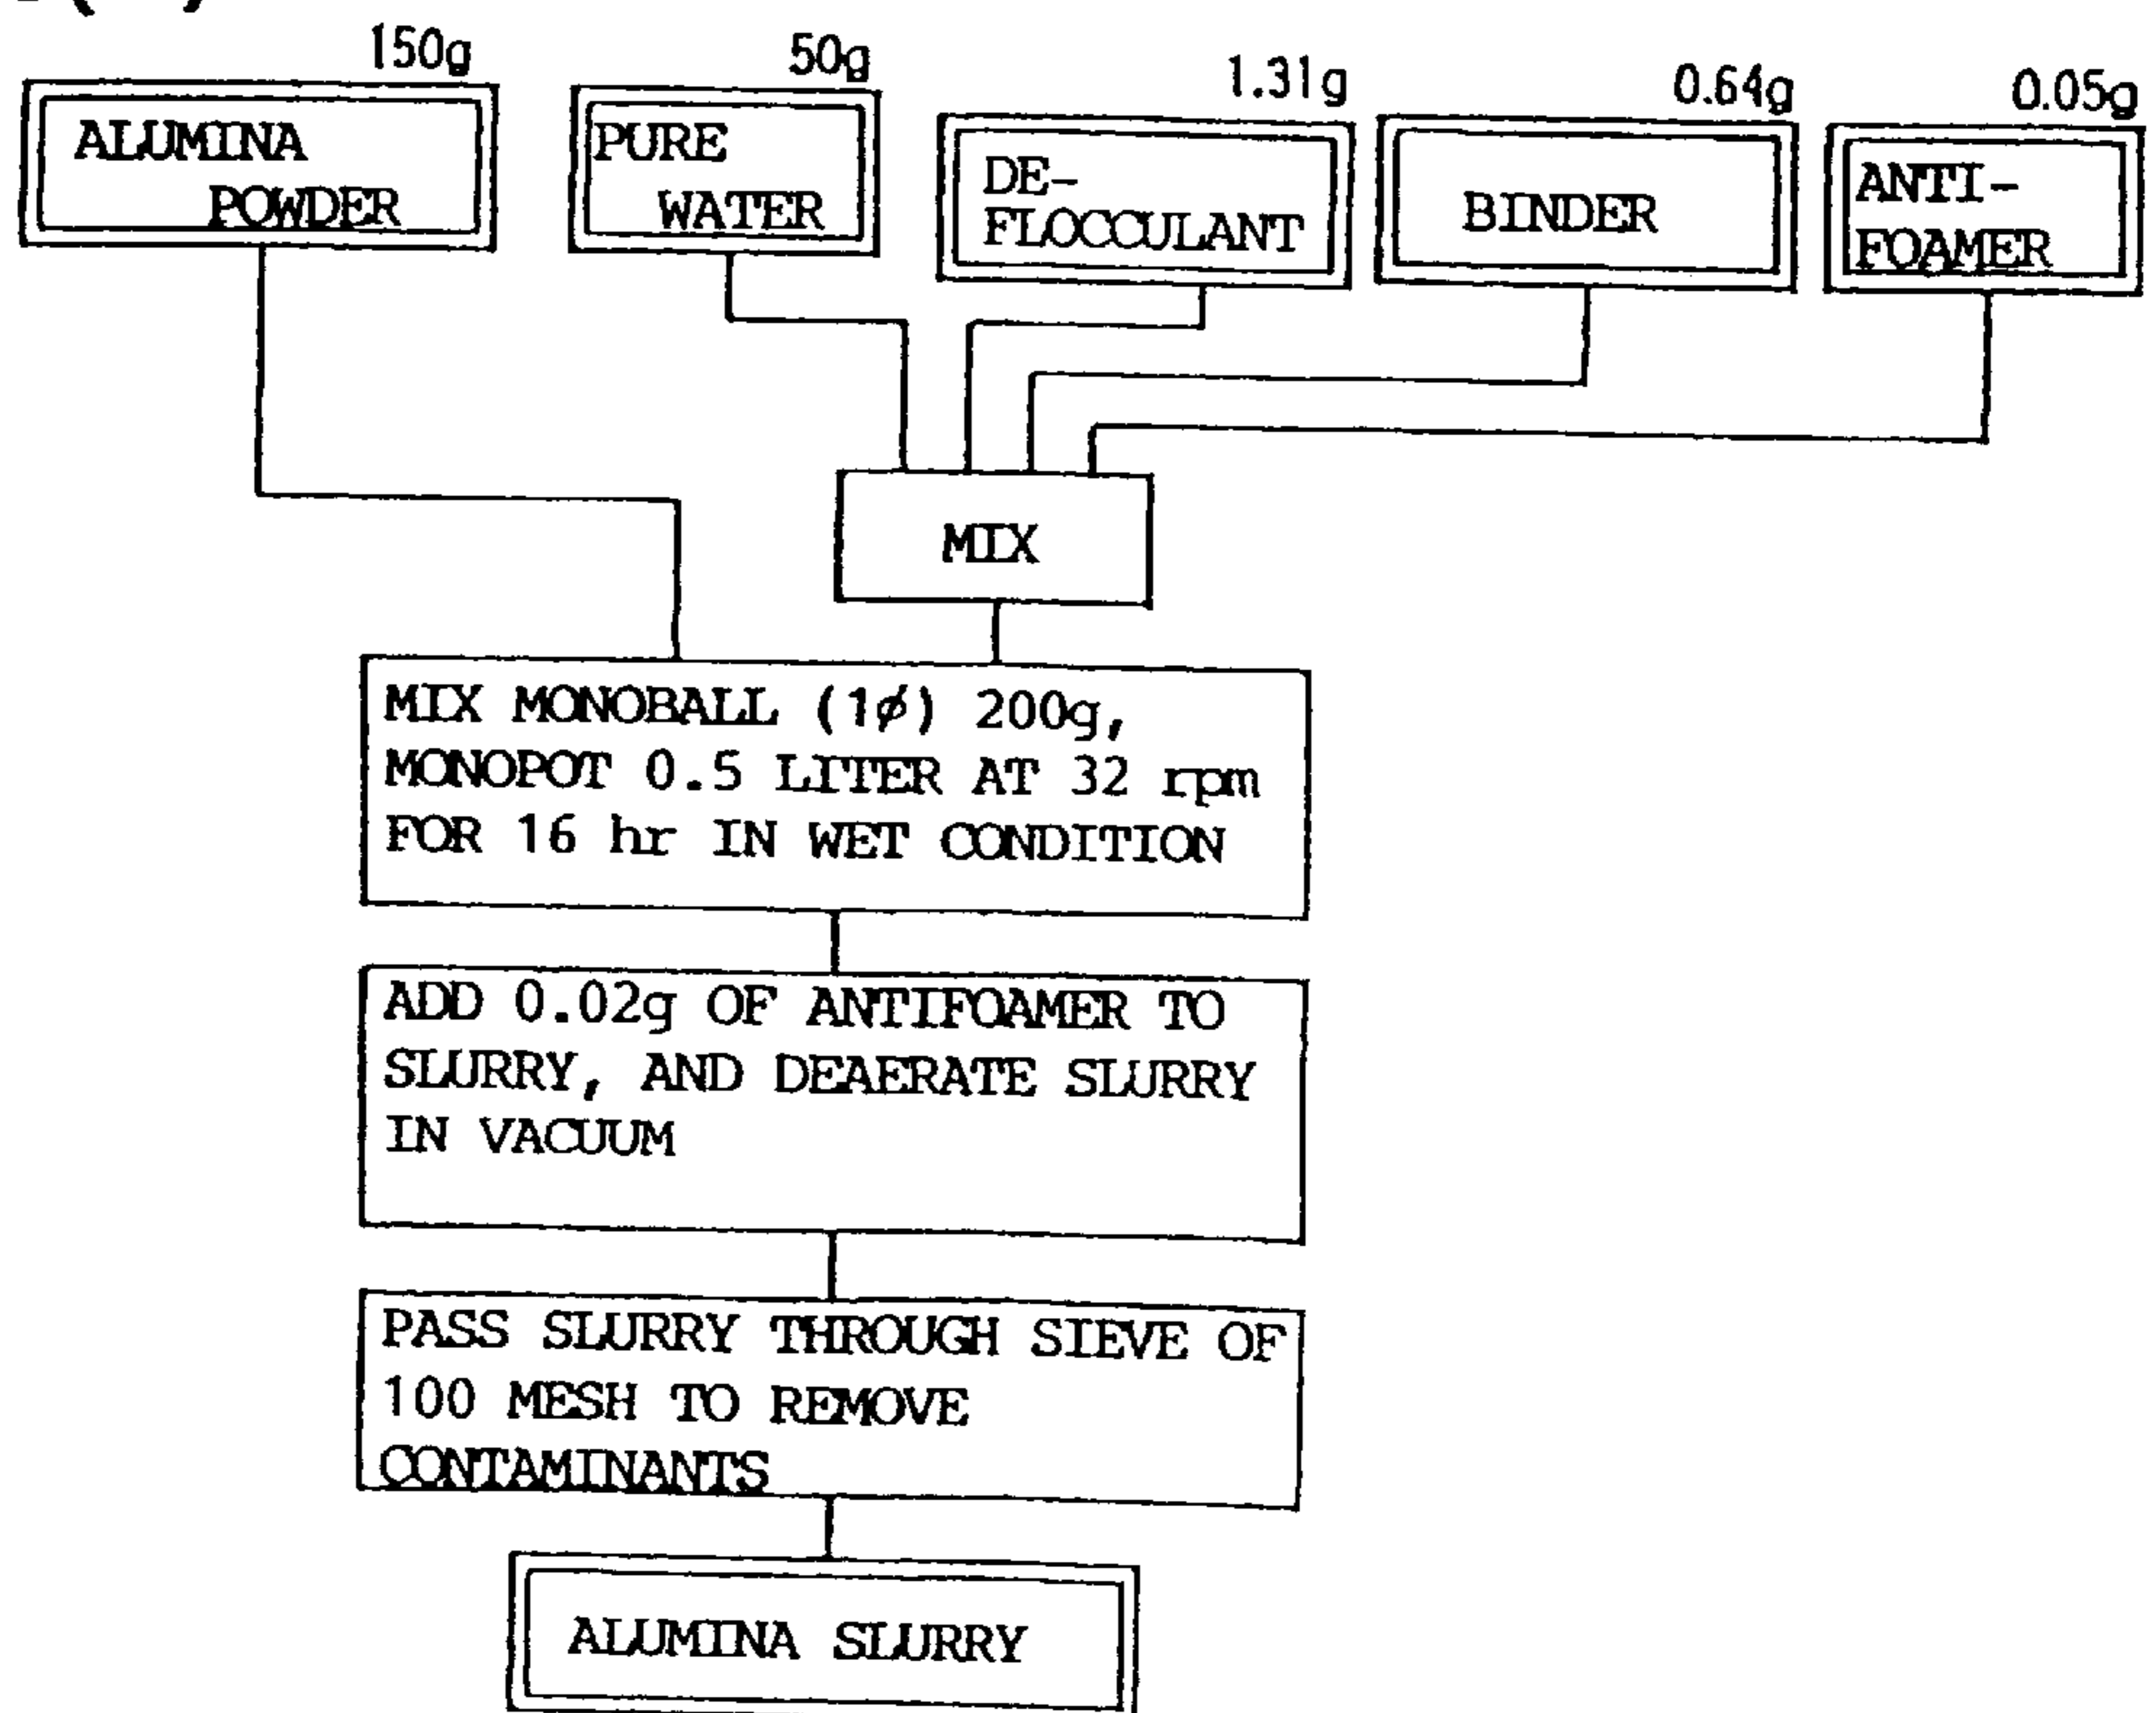 150g
ALUMINA
POWDER
50g
PURE
WATER
1.31g
DE-
FLOCCULANT
0.64g
BINDER
0.05g
ANTI-
FOAMER
MIX
MIX MONOBALL (1ø) 200g,
MONOPOT 0.5 LITER AT 32 rpm
FOR 16 hr IN WET CONDITION
ADD 0.02g OF ANTIFOAMER TO
SLURRY, AND DEAERATE SLURRY
IN VACUUM
PASS SLURRY THROUGH SIEVE OF
100 MESH TO REMOVE
CONTAMINANTS
ALUMINA SLURRY